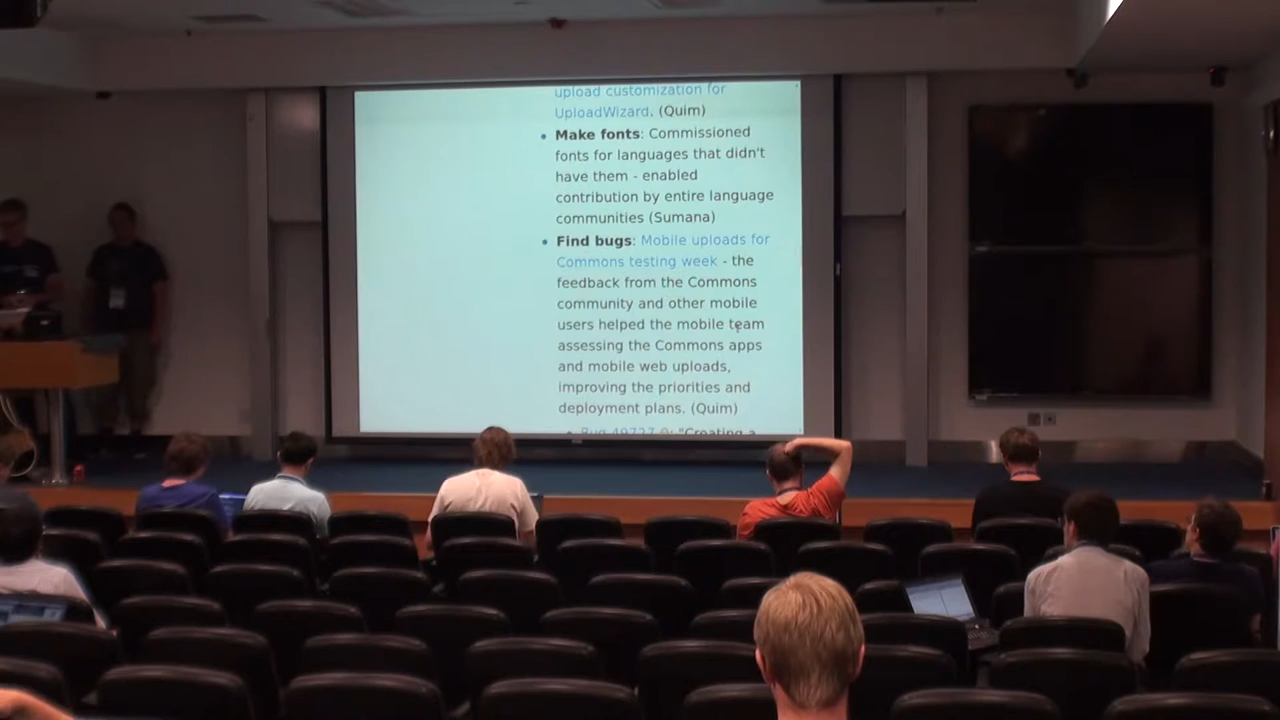 upload customization for
UploadWizard. (Quim)
• Make fonts: Commissioned
fonts for languages that didn't
have them - enabled
contribution by entire language
communities (Sumana)
• Find bugs: Mobile uploads for
Commons testing week - the
feedback from the Commons
community and other mobile
users helped the mobile team
assessing the Commons apps
and mobile web uploads,
improving the priorities and
deployment plans. (Quim)
Bug 49727 : "Creating a